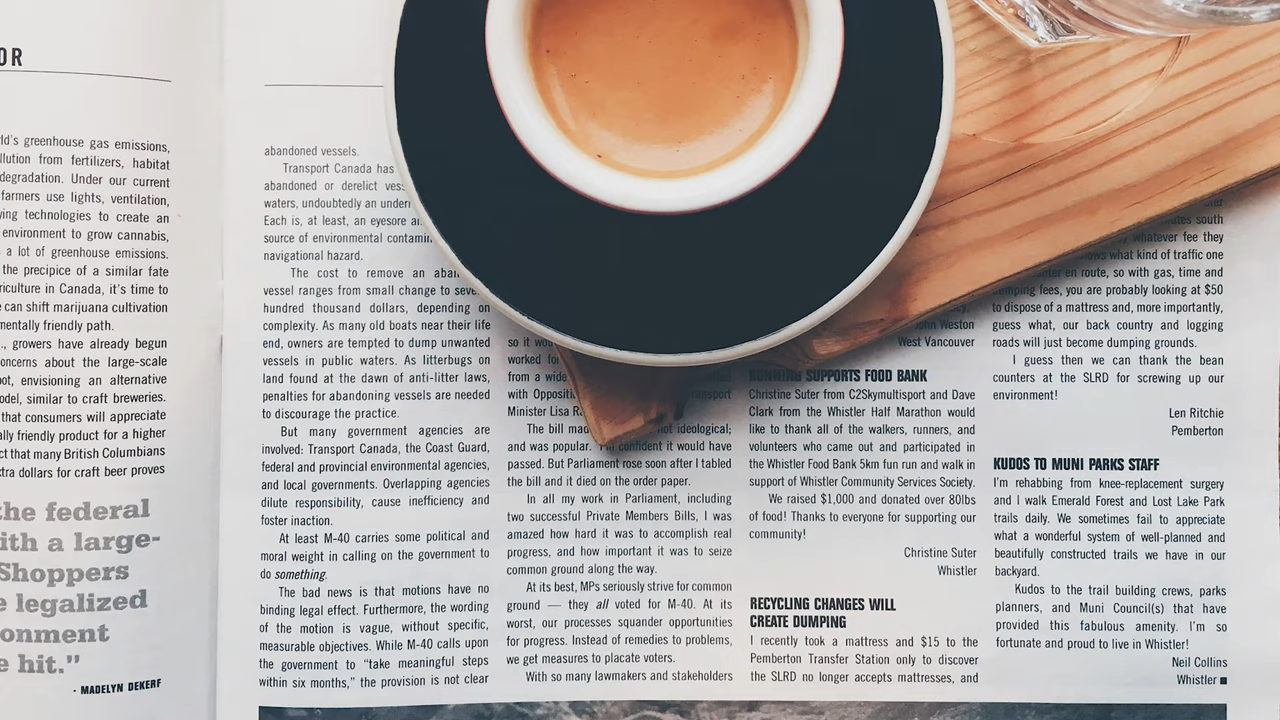 OR
ld's greenhouse gas emissions,
llution from fertilizers, habitat
degradation. Under our current
farmers use lights, ventilation,
ying technologies to create an
environment to grow cannabis,
a lot of greenhouse emissions.
the precipice of a similar fate
riculture in Canada, it's time to
e can shift marijuana cultivation
mentally friendly path.
., growers have already begun
oncerns about the large-scale
oot, envisioning an alternative
odel, similar to craft breweries.
that consumers will appreciate
ally friendly product for a higher
ct that many British Columbians
xtra dollars for craft beer proves
the federal
ith a large-
Shoppers
e legalized
onment
e hit.”
- MADELYN DEKERF
abandoned vessels.
Transport Canada has
abandoned or derelict
waters, undoubtedly an
Each is, at least, an eyesore
source of environmental
navigational hazard.
The cost to remove an
vessel ranges from small change to
hundred thousand dollars, depending on
complexity. As many old boats near their life
end, owners are tempted to dump unwanted
vessels in public waters. As litterbugs on
land found at the dawn of anti-litter laws,
penalties for abandoning vessels are needed
to discourage the practice.
But many government agencies are
involved: Transport Canada, the Coast Guard,
federal and provincial environmental agencies,
and local governments. Overlapping agencies
dilute responsibility, cause inefficiency and
foster inaction.
At least M-40 carries some political and
moral weight in calling on the government to
do something.
The bad news is that motions have no
binding legal effect. Furthermore, the wording
of the motion is vague, without specific,
measurable objectives. While M-40 calls upon
the government to “take meaningful steps
within six months,” the provision is not clear
so it
worked for
from a wide
with Transport
Minister Lisa
The bill not ideological;
and was popular. I'm confident it would have
passed. But Parliament rose soon after I tabled
the bill and it died on the order paper.
In all my work in Parliament, including
two successful Private Members Bills, I was
amazed how hard it was to accomplish real
progress, and how important it was to seize
common ground along the way.
At its best, MPs seriously strive for common
ground — they all voted for M-40. At its
worst, our processes squander opportunities
for progress. Instead of remedies to problems,
we get measures to placate voters.
With so many lawmakers and stakeholders
John Weston
West Vancouver
RUNNING SUPPORTS FOOD BANK
Christine Suter from C2Skymultisport and Dave
Clark from the Whistler Half Marathon would
like to thank all of the walkers, runners, and
volunteers who came out and participated in
the Whistler Food Bank 5km fun run and walk in
support of Whistler Community Services Society.
We raised $1,000 and donated over 80lbs
of food! Thanks to everyone for supporting our
community!
Christine Suter
Whistler
RECYCLING CHANGES WILL
CREATE DUMPING
I recently took a mattress and $15 to the
Pemberton Transfer Station only to discover
the SLRD no longer accepts mattresses, and
south
whatever fee they
what kind of traffic one
en route, so with gas, time and
dumping fees, you are probably looking at $50
to dispose of a mattress and, more importantly,
guess what, our back country and logging
roads will just become dumping grounds.
I guess then we can thank the bean
counters at the SLRD for screwing up our
environment!
Len Ritchie
Pemberton
KUDOS TO MUNI PARKS STAFF
I'm rehabbing from knee-replacement surgery
and I walk Emerald Forest and Lost Lake Park
trails daily. We sometimes fail to appreciate
what a wonderful system of well-planned and
beautifully constructed trails we have in our
backyard.
Kudos to the trail building crews, parks
planners, and Muni Council(s) that have
provided this fabulous amenity. I'm so
fortunate and proud to live in Whistler!
Neil Collins
Whistler ■